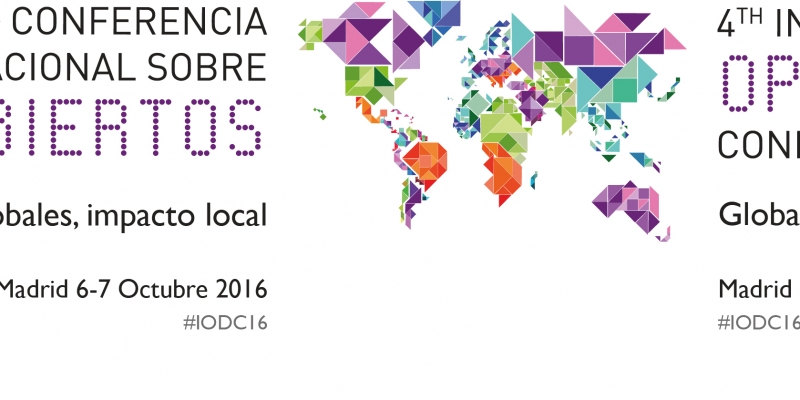 CONFERENCIA
ACIONAL SOBRE
BIERTOS
obales, impacto local
Madrid 6-7 Octubre 2016
#IODC16
4TH IN
OP
CON
Globa
Madrid
#IODC16